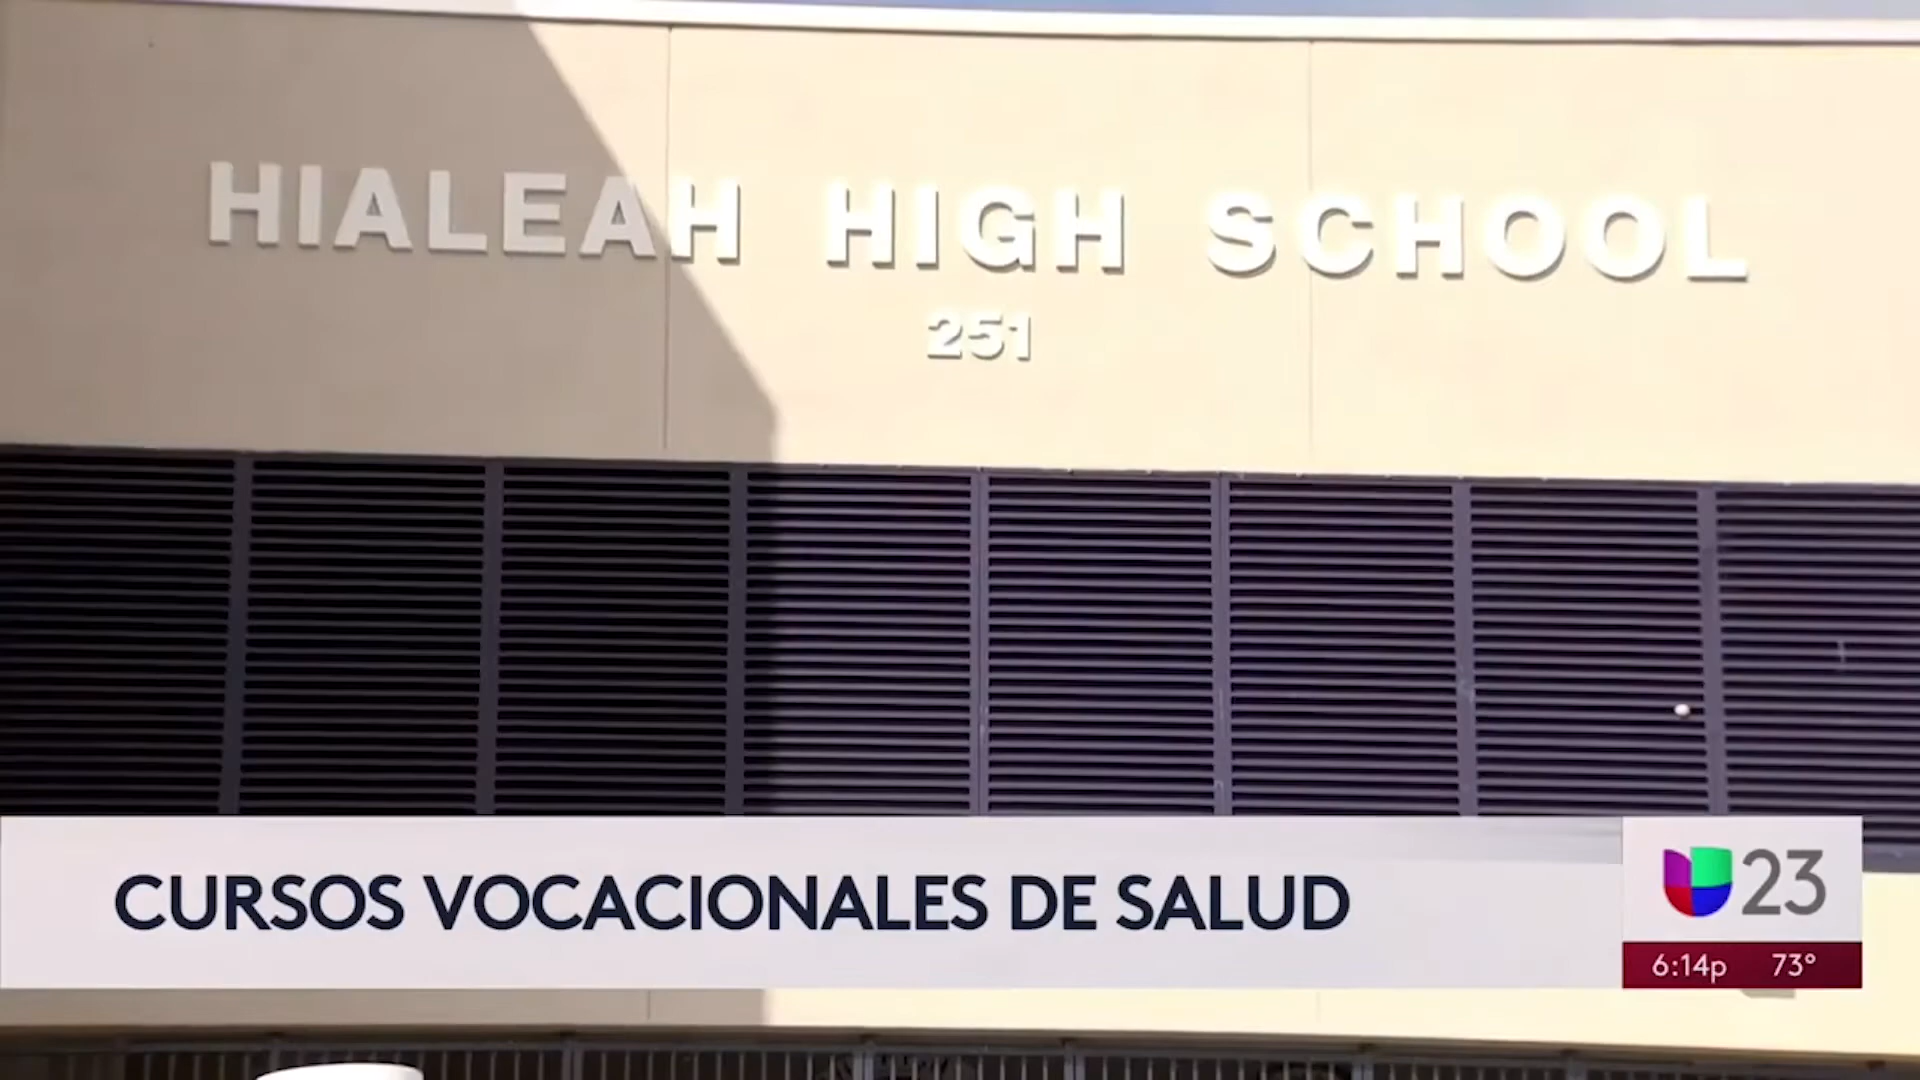 HIALEAH HIGH SCHOOL
251
CURSOS VOCACIONALES DE SALUD
23
6:14p 73°